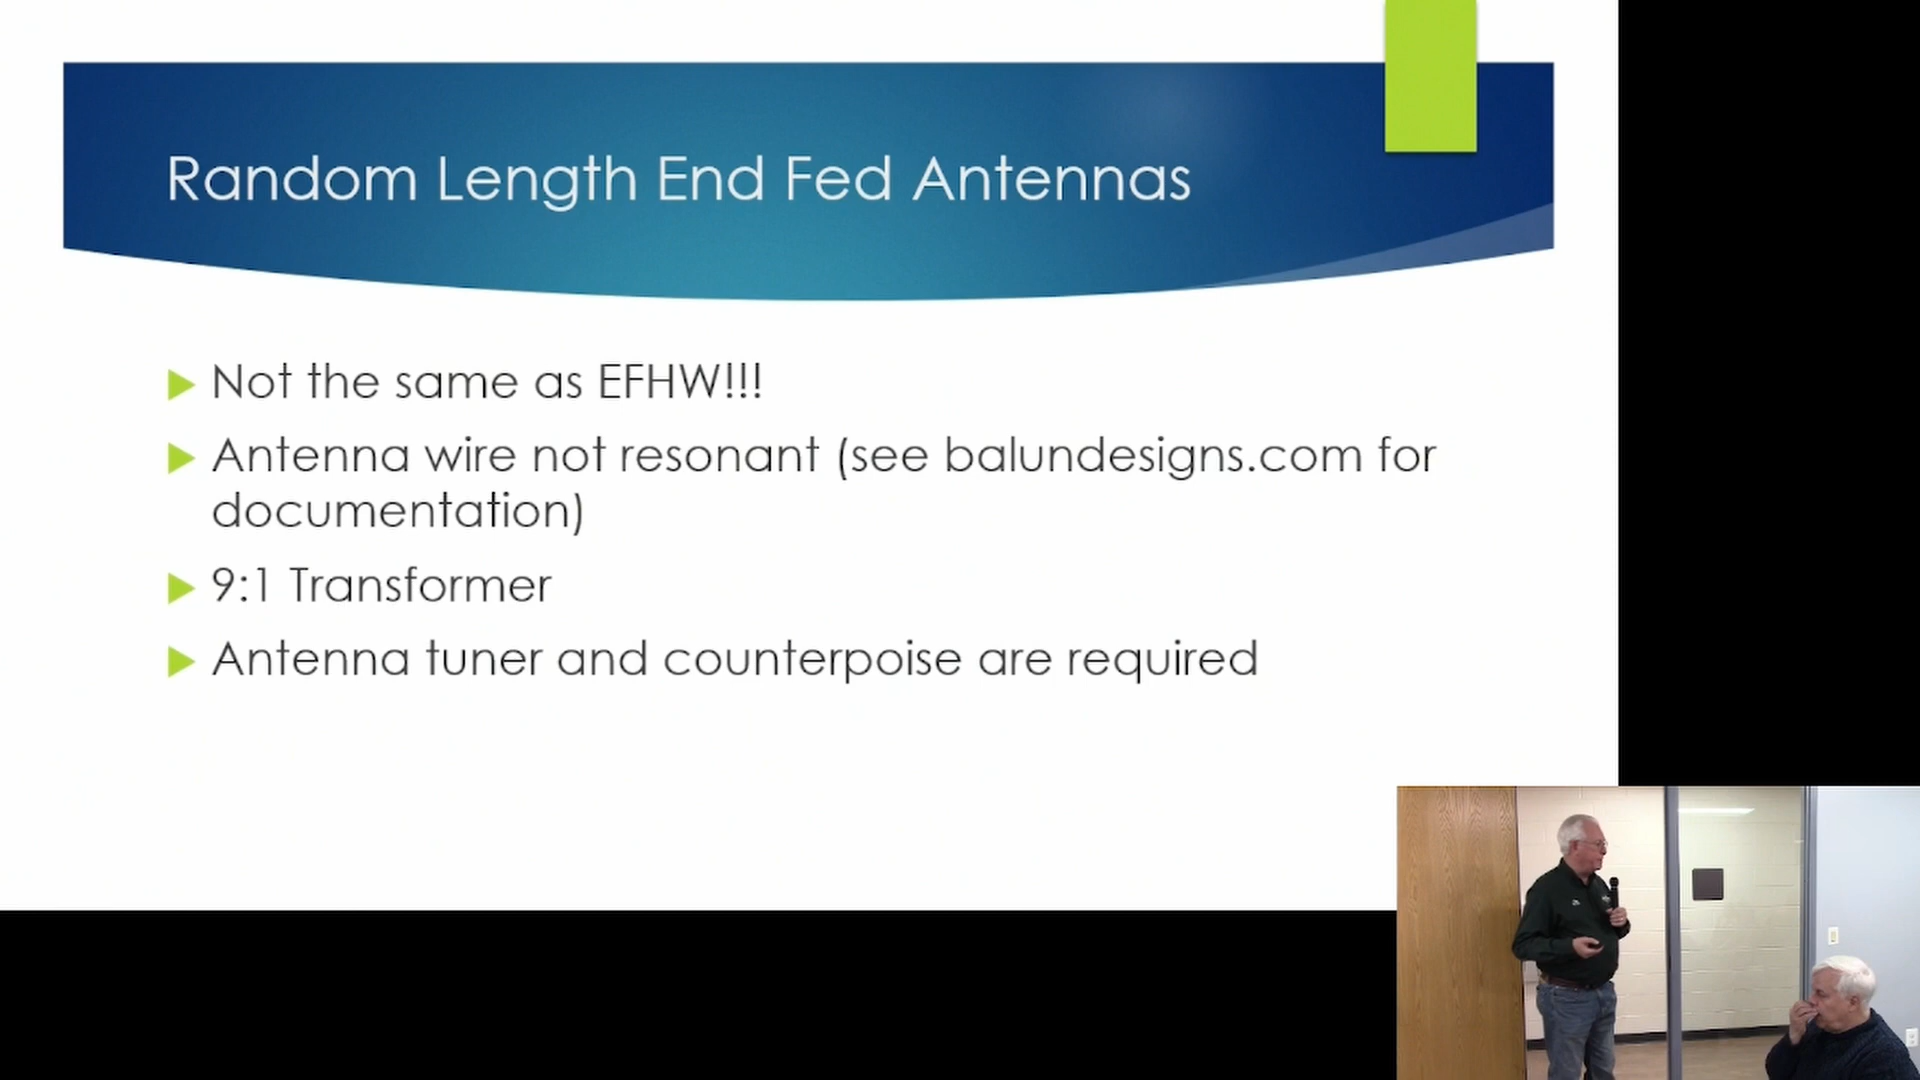 Random Length End Fed Antennas
Not the same as EFHW!!!
Antenna wire not resonant (see balundesigns.com for
documentation)
9:1 Transformer
Antenna tuner and counterpoise are required